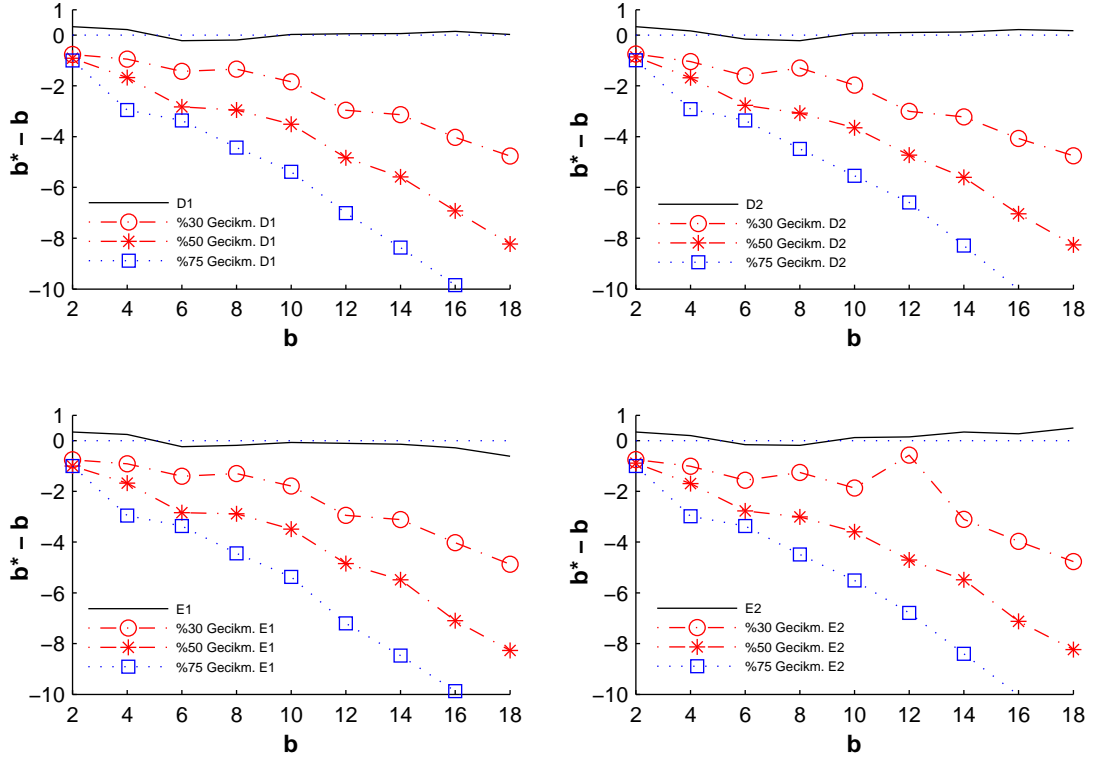 1
0
−2
−4
−6
−8
−10
b* − b
D1
%30 Gecikm. D1
%50 Gecikm. D1
%75 Gecikm. D1
2 4 6 8 10 12 14 16 18
b
1
0
−2
−4
−6
−8
−10
b* − b
D2
%30 Gecikm. D2
%50 Gecikm. D2
%75 Gecikm. D2
2 4 6 8 10 12 14 16 18
b
1
0
−2
−4
−6
−8
−10
b* − b
E1
%30 Gecikm. E1
%50 Gecikm. E1
%75 Gecikm. E1
2 4 6 8 10 12 14 16 18
b
1
0
−2
−4
−6
−8
−10
b* − b
E2
%30 Gecikm. E2
%50 Gecikm. E2
%75 Gecikm. E2
2 4 6 8 10 12 14 16 18
b